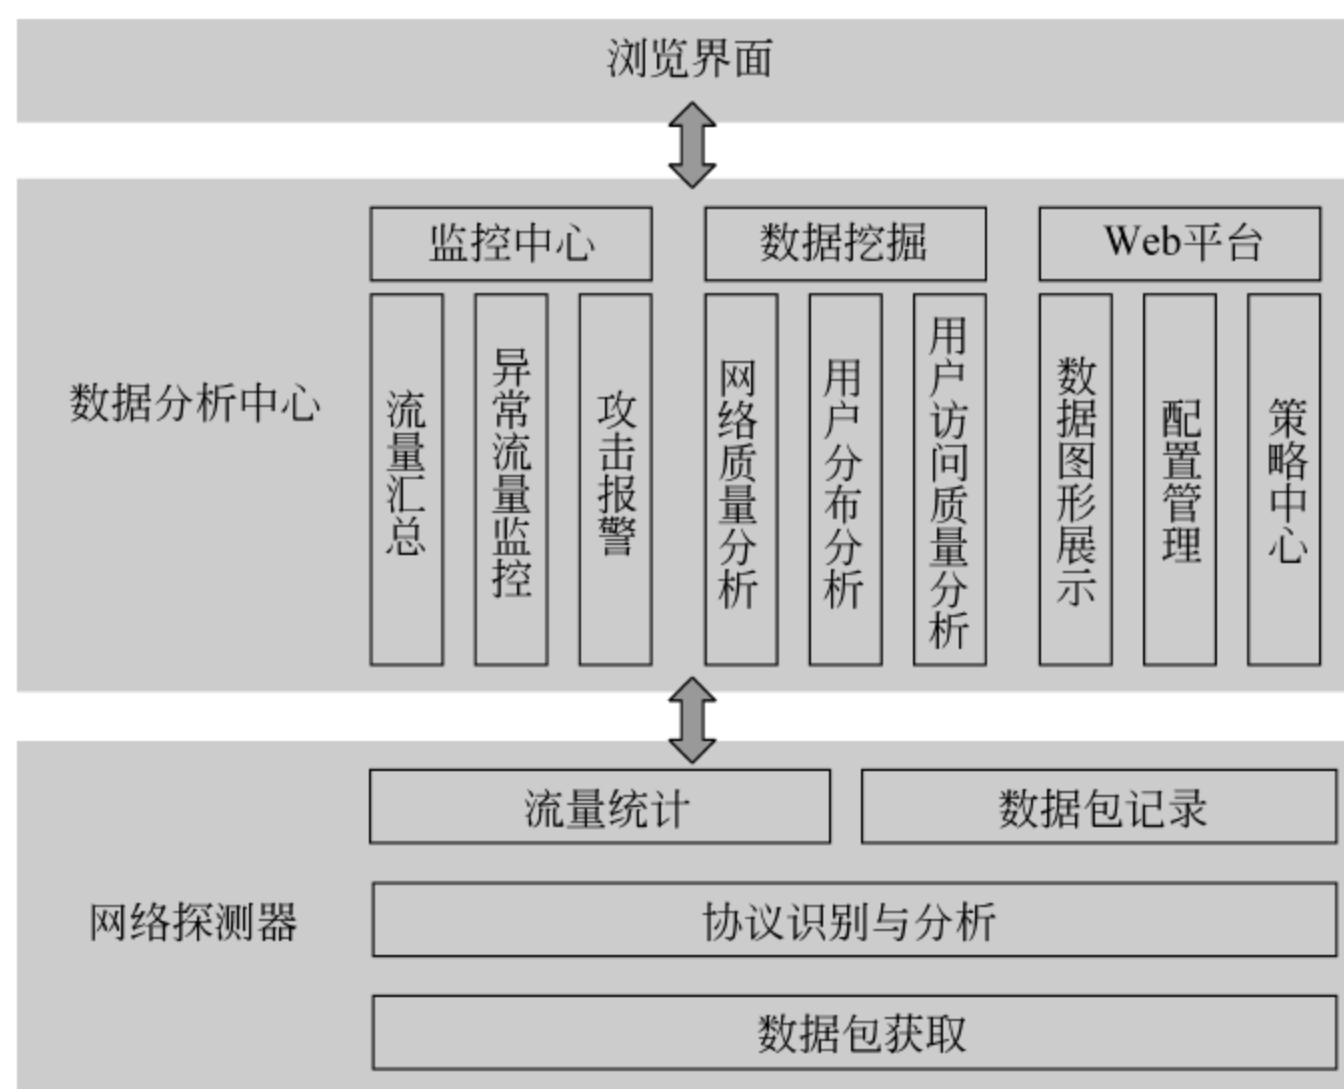 浏览界面
数据分析中心
监控中心
流量汇总
异常流量监控
攻击报警
数据挖掘
网络质量分析
用户分布分析
用户访问质量分析
Web平台
数据图形展示
配置管理
策略中心
网络探测器
流量统计
数据包记录
协议识别与分析
数据包获取